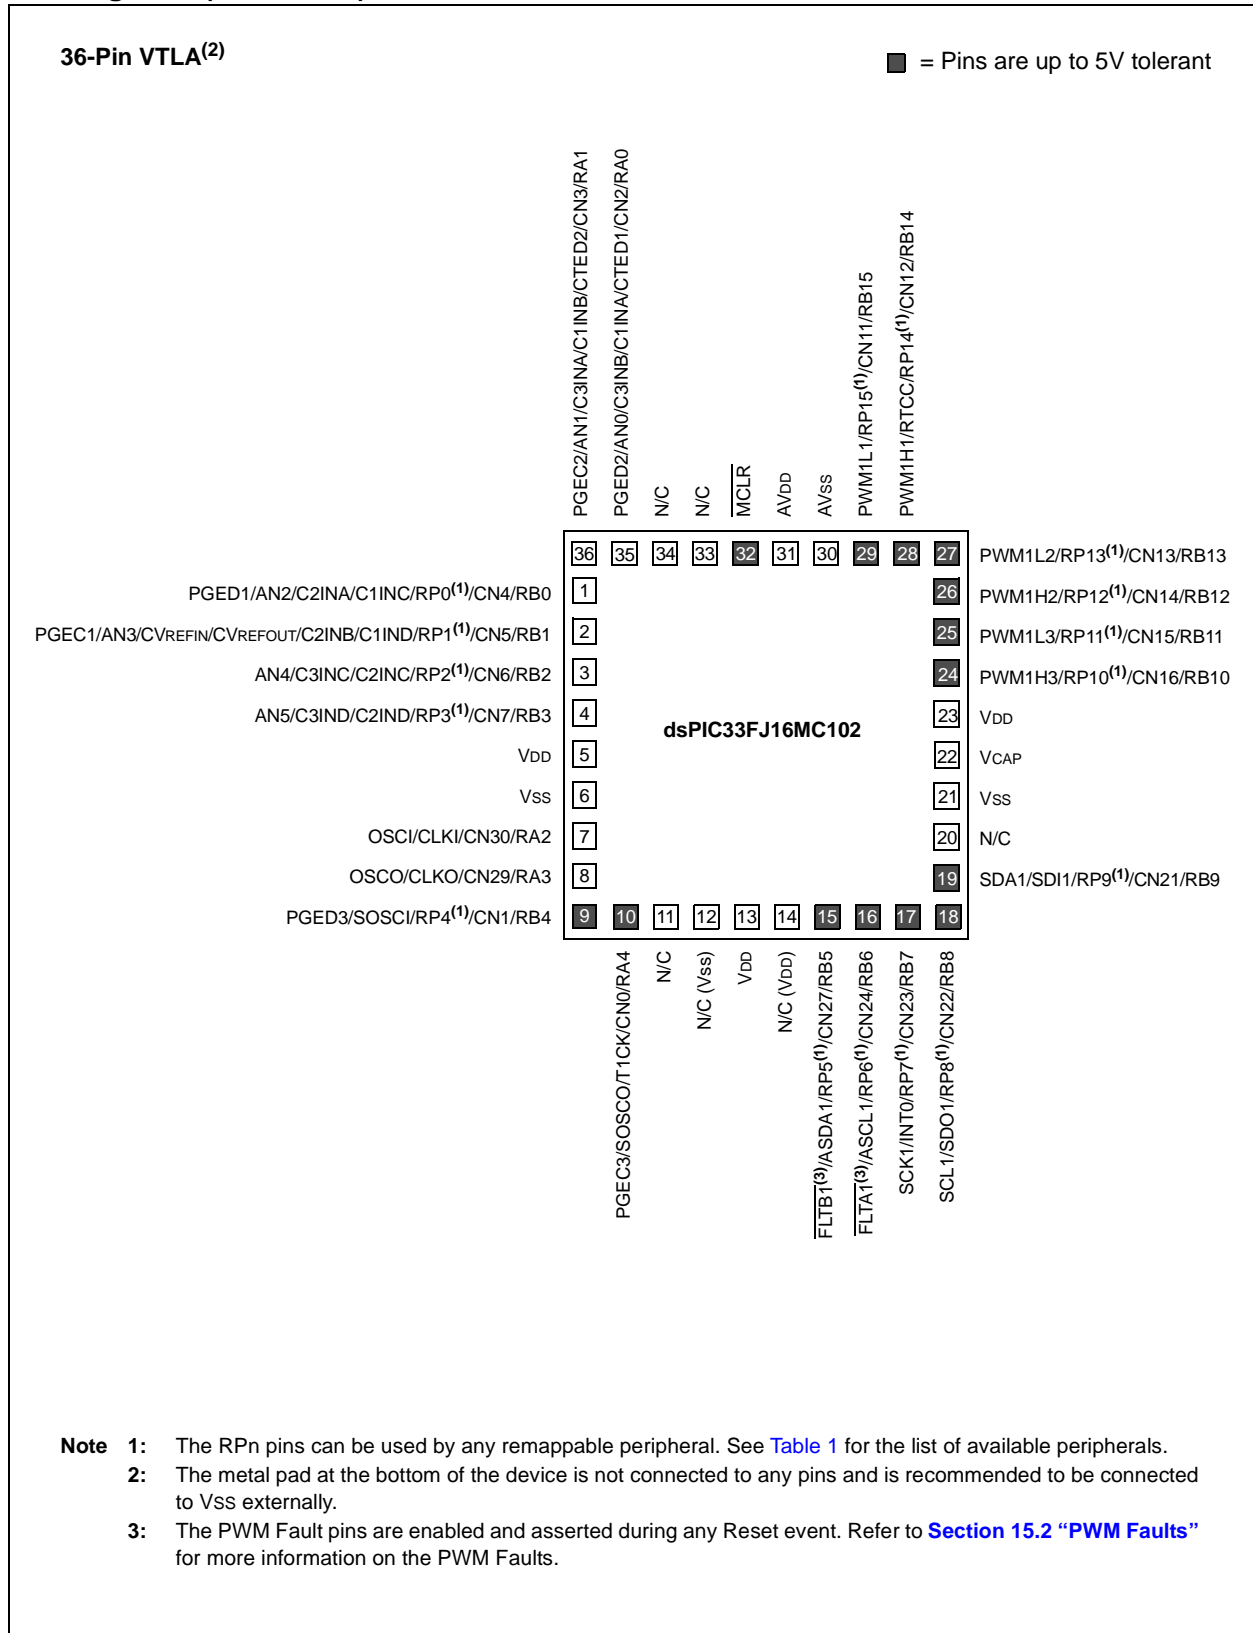 36-Pin VTLA(2)
= Pins are up to 5V tolerant
PGEC2/AN1/C3INA/C1INB/CTED2/CN3/RA1
PGED2/AN0/C3INB/C1INA/CTED1/CN2/RA0
N/C
N/C
MCLR
AVDD
AVSS
PWM1L1/RP15(1)/CN11/RB15
PWM1H1/RTCC/RP14(1)/CN12/RB14
36 35 34 33 32 31 30 29 28 27 PWM1L2/RP13(1)/CN13/RB13
PGED1/AN2/C2INA/C1INC/RP0(1)/CN4/RB0 1
26 PWM1H2/RP12(1)/CN14/RB12
PGEC1/AN3/CVREFIN/CVREFOUT/C2INB/C1IND/RP1(1)/CN5/RB1 2
25 PWM1L3/RP11(1)/CN15/RB11
AN4/C3INC/C2INC/RP2(1)/CN6/RB2 3
24 PWM1H3/RP10(1)/CN16/RB10
AN5/C3IND/C2IND/RP3(1)/CN7/RB3 4
dsPIC33FJ16MC102
23 VDD
VDD 5
22 VCAP
VSS 6
21 VSS
OSCI/CLKI/CN30/RA2 7
20 N/C
OSCO/CLKO/CN29/RA3 8
19 SDA1/SDI1/RP9(1)/CN21/RB9
PGED3/SOSCI/RP4(1)/CN1/RB4 9 10 11 12 13 14 15 16 17 18
PGEC3/SOSCO/T1CK/CN0/RA4
N/C
N/C (Vss)
VDD
N/C (VDD)
FLTB1(3)/ASDA1/RP5(1)/CN27/RB5
FLTA1(3)/ASCL1/RP6(1)/CN24/RB6
SCK1/INT0/RP7(1)/CN23/RB7
SCL1/SDO1/RP8(1)/CN22/RB8
Note 1: The RPn pins can be used by any remappable peripheral. See Table 1 for the list of available peripherals.
2: The metal pad at the bottom of the device is not connected to any pins and is recommended to be connected
to VSS externally.
3: The PWM Fault pins are enabled and asserted during any Reset event. Refer to Section 15.2 “PWM Faults”
for more information on the PWM Faults.